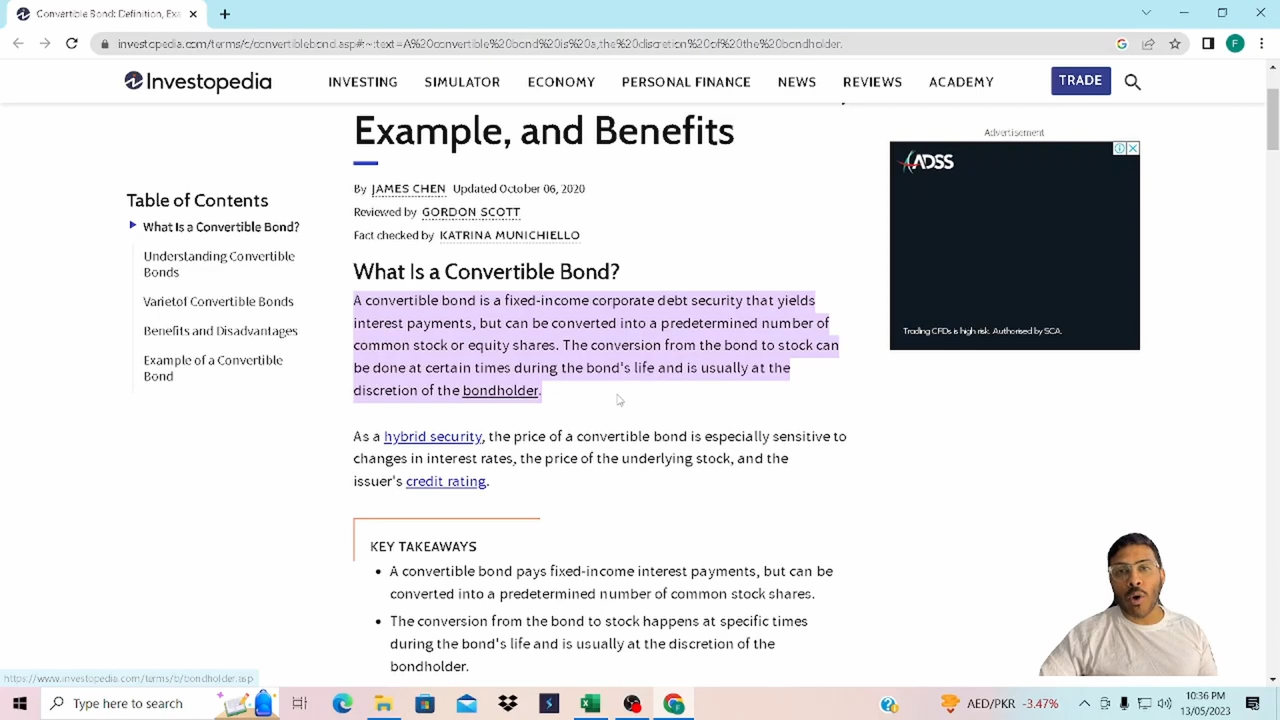 Convertible Bond: Definition, Exa
investopedia.com/terms/c/convertiblebond.asp#:~:text=A%20convertible%20bond%20is%20a,the%20discretion%20of%20the%20bondholder.
F
Investopedia
INVESTING
SIMULATOR
ECONOMY
PERSONAL FINANCE
NEWS
REVIEWS
ACADEMY
TRADE
Example, and Benefits
By JAMES CHEN Updated October 06, 2020
Reviewed by GORDON SCOTT
Fact checked by KATRINA MUNICHIELLO
Table of Contents
What Is a Convertible Bond?
Understanding Convertible
Bonds
Varietof Convertible Bonds
Benefits and Disadvantages
Example of a Convertible
Bond
What Is a Convertible Bond?
A convertible bond is a fixed-income corporate debt security that yields
interest payments, but can be converted into a predetermined number of
common stock or equity shares. The conversion from the bond to stock can
be done at certain times during the bond's life and is usually at the
discretion of the bondholder.
As a hybrid security, the price of a convertible bond is especially sensitive to
changes in interest rates, the price of the underlying stock, and the
issuer's credit rating.
KEY TAKEAWAYS
• A convertible bond pays fixed-income interest payments, but can be
converted into a predetermined number of common stock shares.
• The conversion from the bond to stock happens at specific times
during the bond's life and is usually at the discretion of the
bondholder.
Advertisement
ADSS
Trading CFDs is high risk. Authorised by SCA.
https://www.investopedia.com/terms/b/bondholder.asp
Type here to search
AED/PKR -3.47%
10:36 PM
13/05/2023